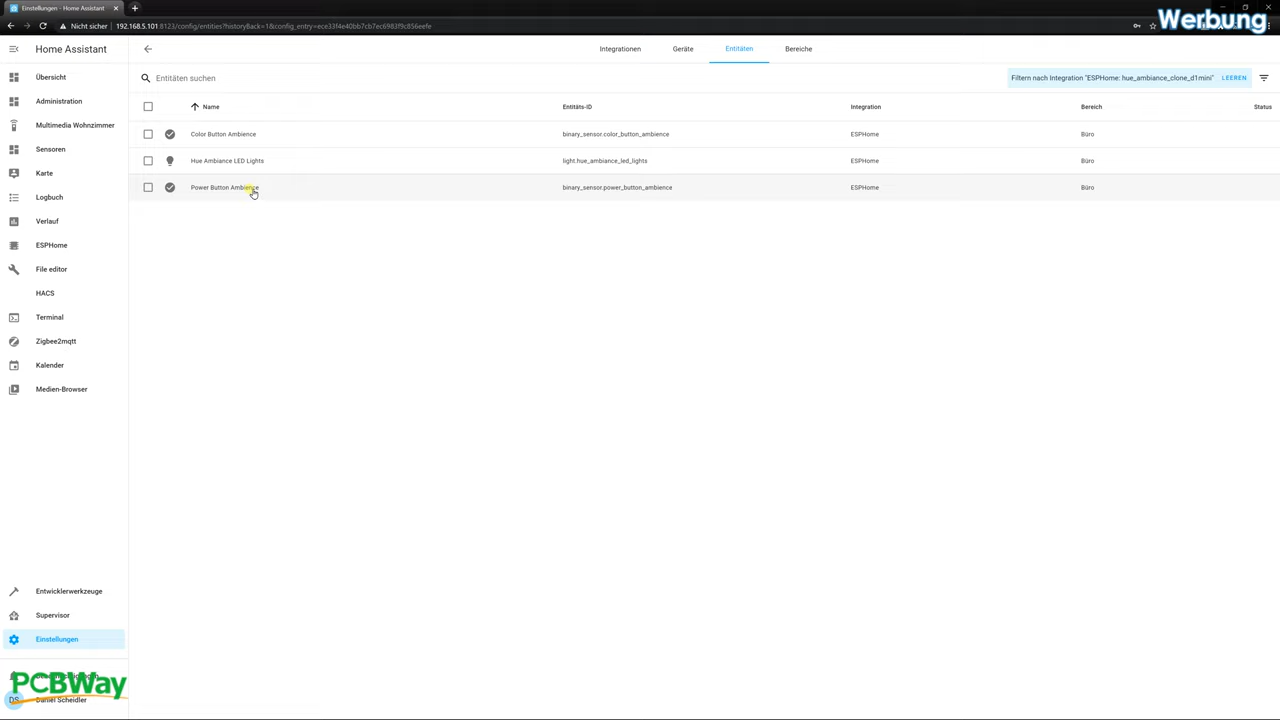 Einstellungen - Home Assistant
Werbung
Nicht sicher
192.168.5.101:8123/config/entities?historyBack=1&config_entry=ece33f4e40bb7cb7ec6983f9c856eefe
Home Assistant
Integrationen
Geräte
Entitäten
Bereiche
Übersicht
Entitäten suchen
Filtern nach Integration "ESPHome: hue_ambiance_clone_d1mini"
LEEREN
Administration
Name
Entitäts-ID
Integration
Bereich
Status
Multimedia Wohnzimmer
Color Button Ambience
binary_sensor.color_button_ambience
ESPHome
Büro
Sensoren
Hue Ambiance LED Lights
light.hue_ambiance_led_lights
ESPHome
Büro
Karte
Power Button Ambience
binary_sensor.power_button_ambience
ESPHome
Büro
Logbuch
Verlauf
ESPHome
File editor
HACS
Terminal
Zigbee2mqtt
Kalender
Medien-Browser
Entwicklerwerkzeuge
Supervisor
Einstellungen
PCBWay
DS
Daniel Scheidler